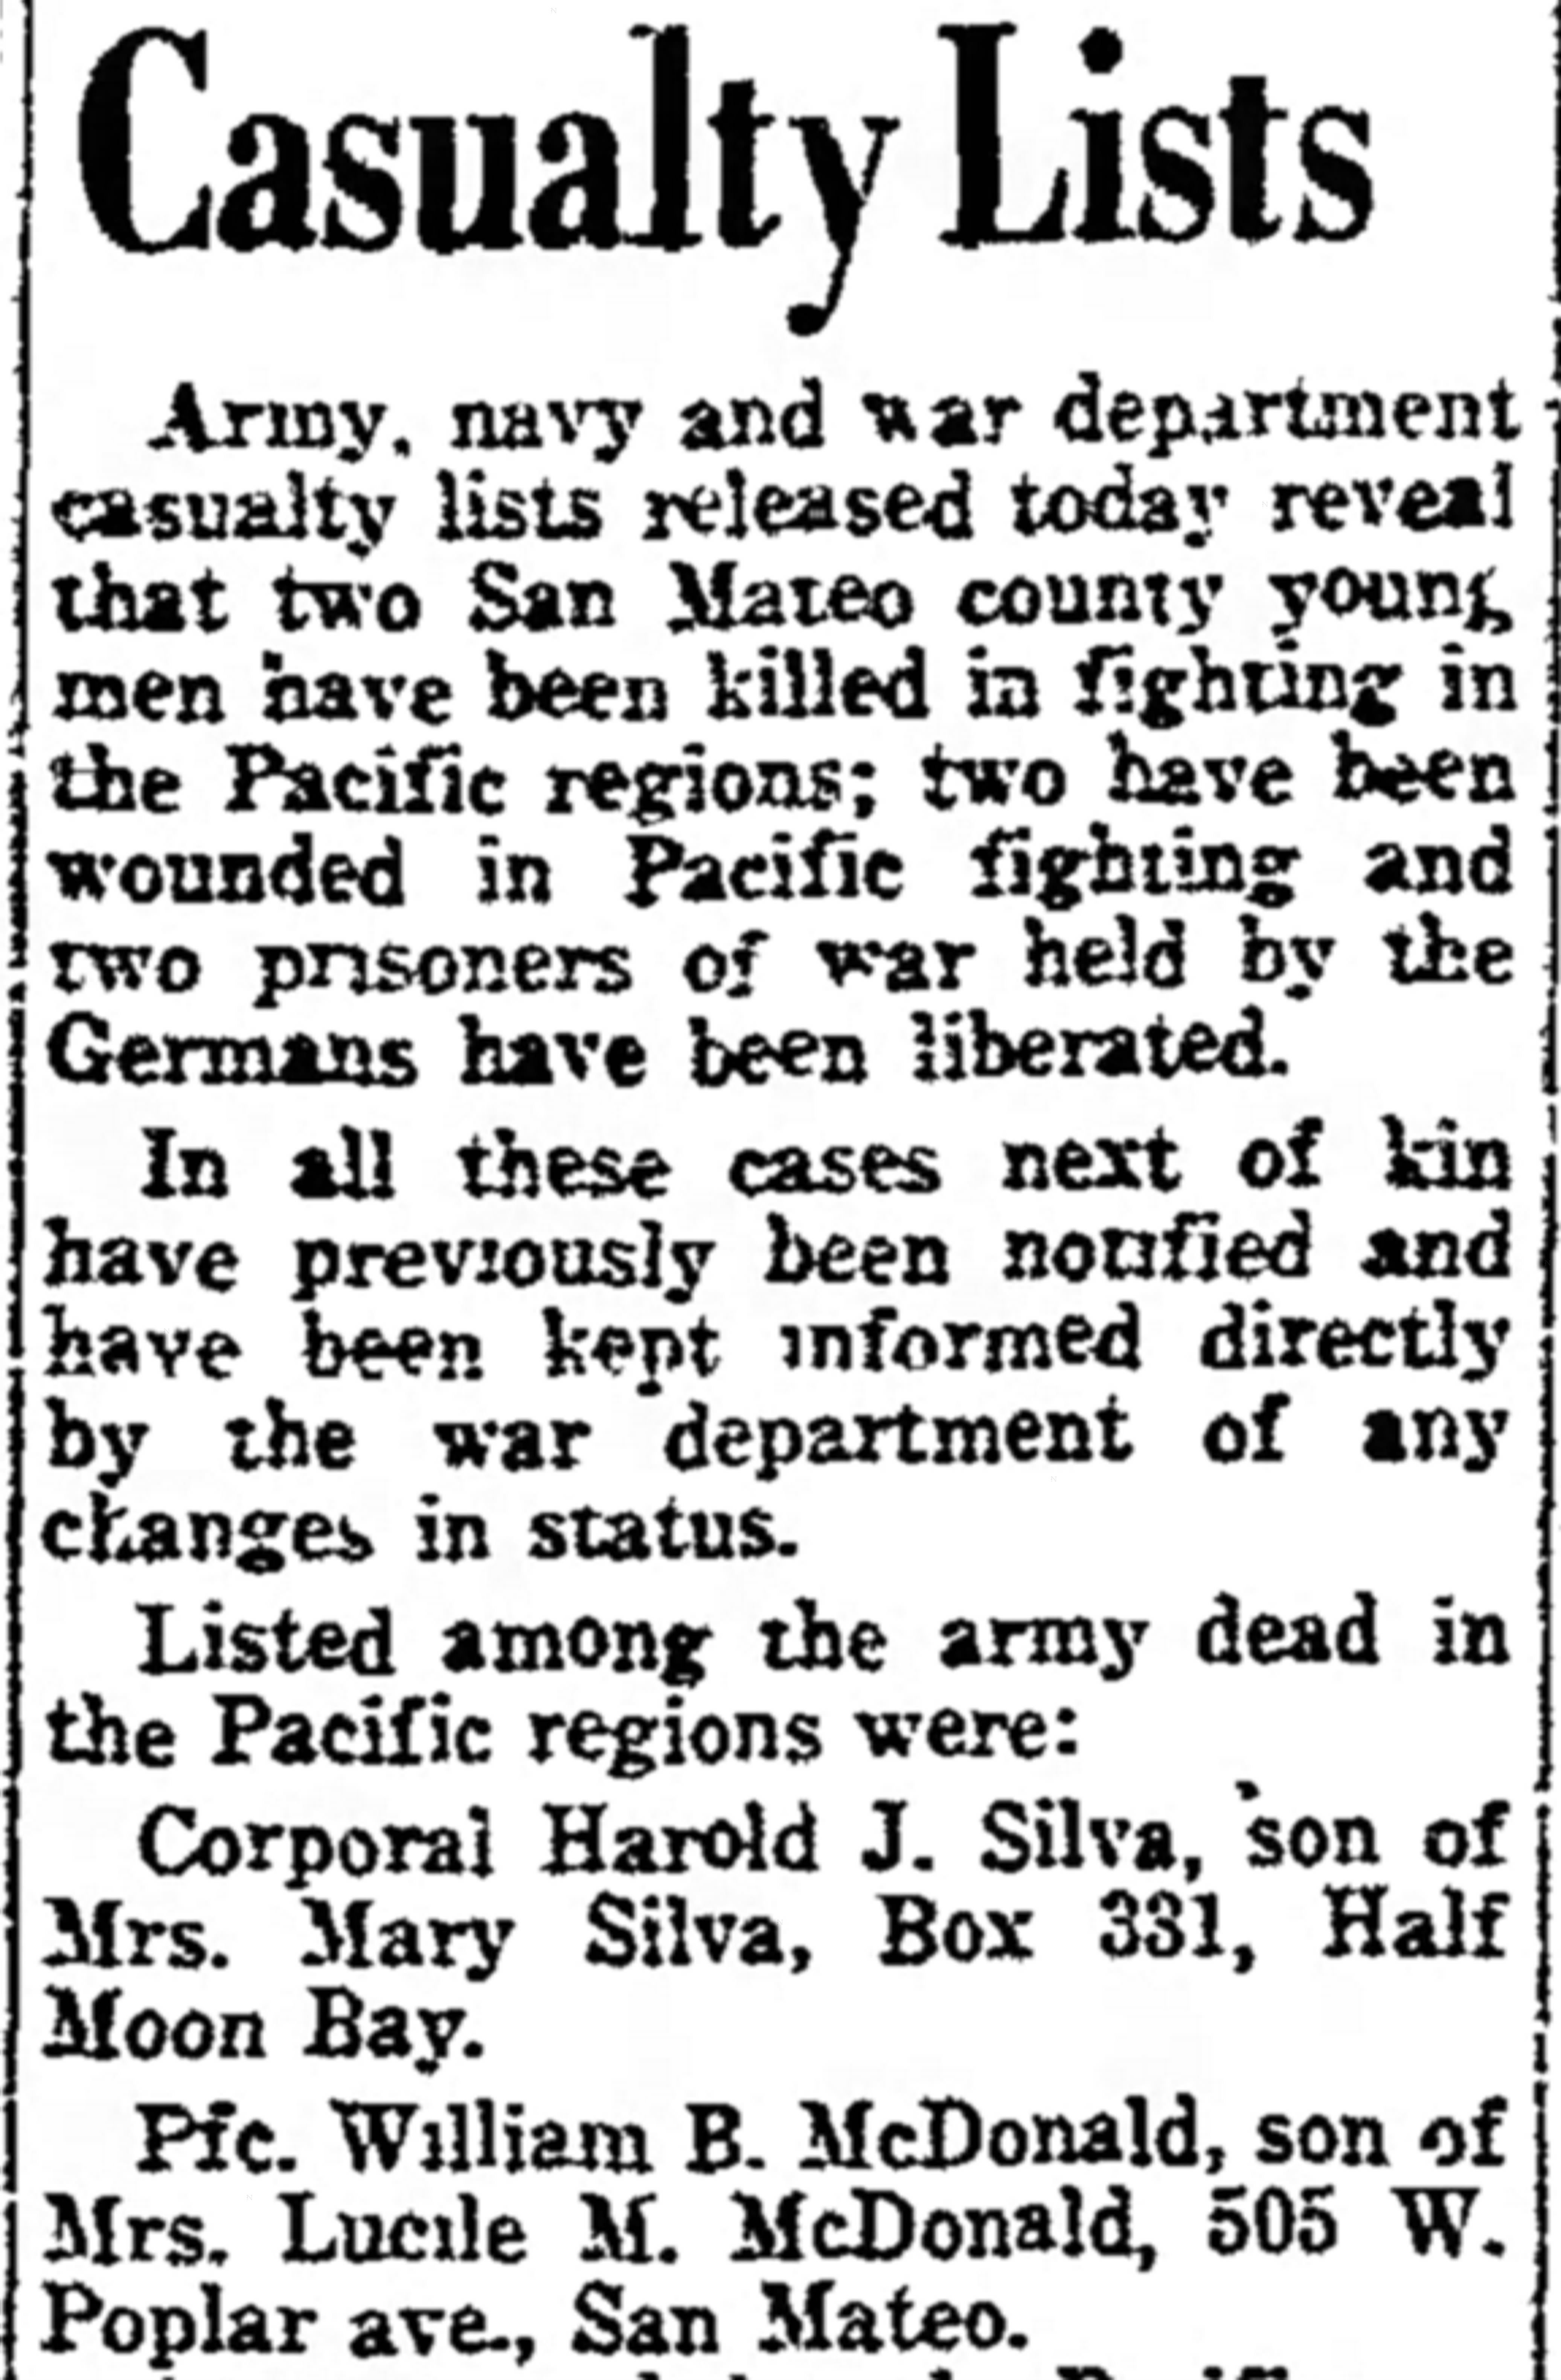 Casualty Lists
Army, navy and war department
casualty lists released today reveal
that two San Mateo county young
men have been killed in fighting in
the Pacific regions; two have been
wounded in Pacific fighting and
two prisoners of war held by the
Germans have been liberated.
In all these cases next of kin
have previously been notified and
have been kept informed directly
by the war department of any
changes in status.
Listed among the army dead in
the Pacific regions were:
Corporal Harold J. Silva, son of
Mrs. Mary Silva, Box 331, Half
Moon Bay.
Pfc. William B. McDonald, son of
Mrs. Lucile M. McDonald, 505 W.
Poplar ave., San Mateo.